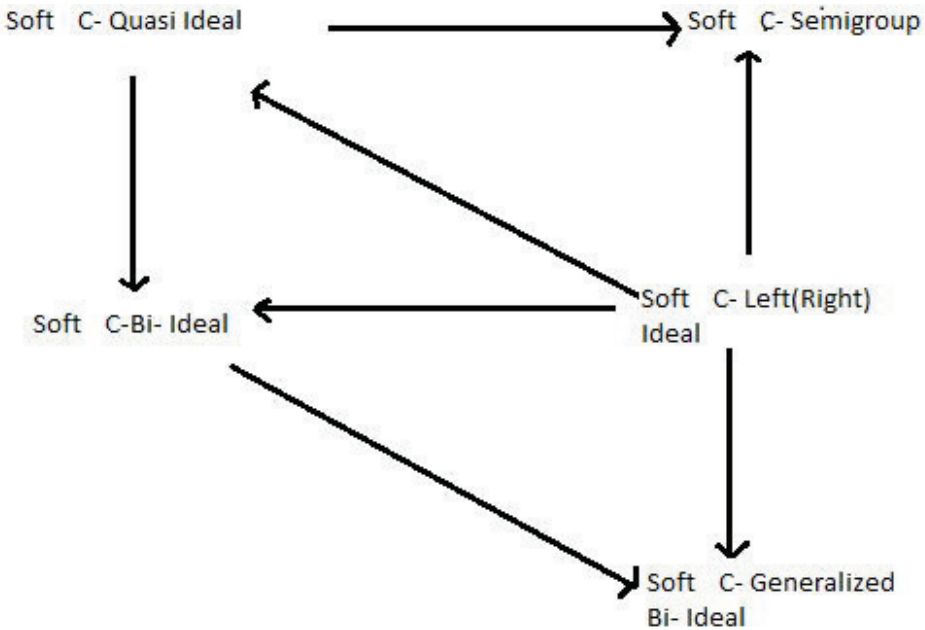 Soft C- Quasi Ideal
Soft C- Semigroup
Soft C- Left(Right)
Ideal
Soft C-Bi- Ideal
Soft C- Generalized
Bi- Ideal